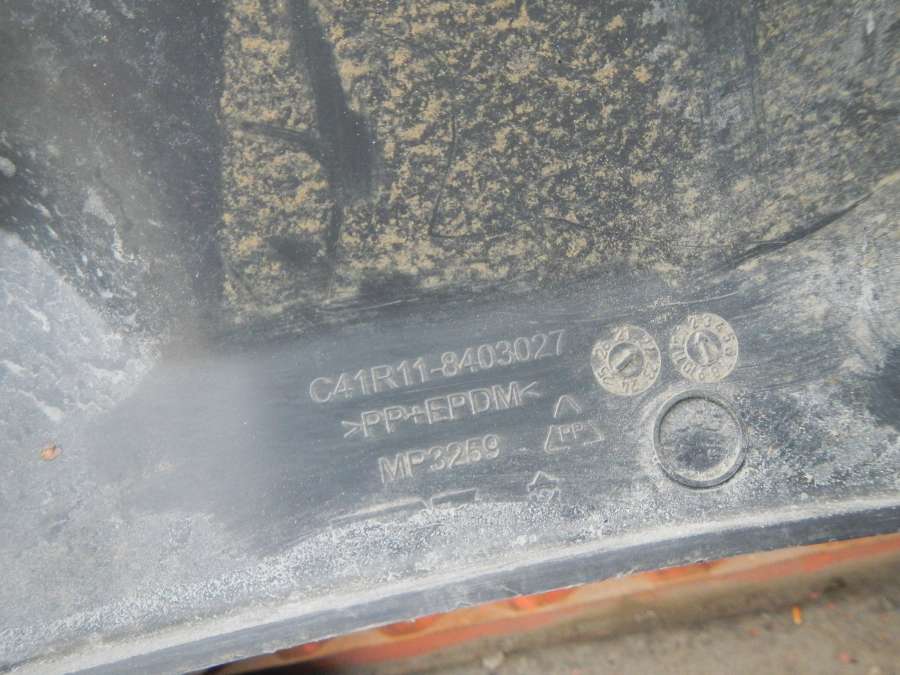 C41R11-8403027
>PP+EPDM<
PP
MP3259